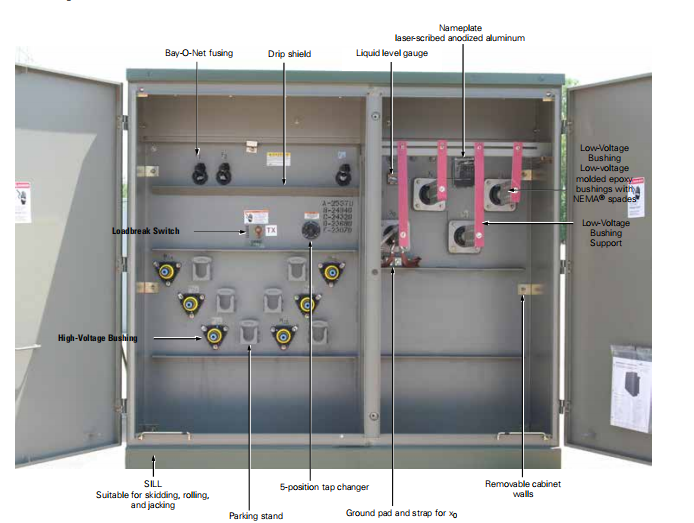 Nameplate
laser-scribed anodized aluminum
Bay-O-Net fusing
Drip shield
Liquid level gauge
Low-Voltage
Bushing
Low-voltage
molded epoxy
bushings with
NEMA® spades
Low-Voltage
Bushing
Support
Loadbreak Switch
TX
High-Voltage Bushing
SILL
Suitable for skidding, rolling,
and jacking
Parking stand
5-position tap changer
Ground pad and strap for x₀
Removable cabinet
walls